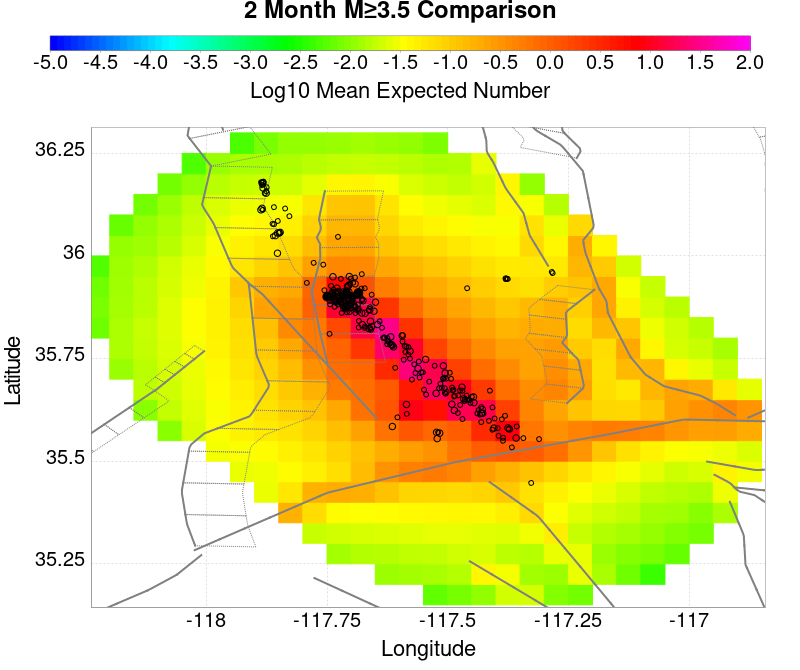 2 Month M≥3.5 Comparison
-5.0 -4.5 -4.0 -3.5 -3.0 -2.5 -2.0 -1.5 -1.0 -0.5 0.0 0.5 1.0 1.5 2.0
Log10 Mean Expected Number
36.25
36
35.75
35.5
35.25
Latitude
-118 -117.75 -117.5 -117.25 -117
Longitude